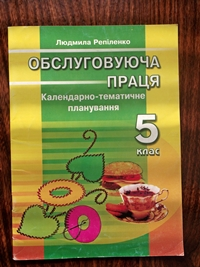 Людмила Репіленко
ОБСЛУГОВУЮЧА
ПРАЦЯ
Календарно-тематичне
планування
5
клас